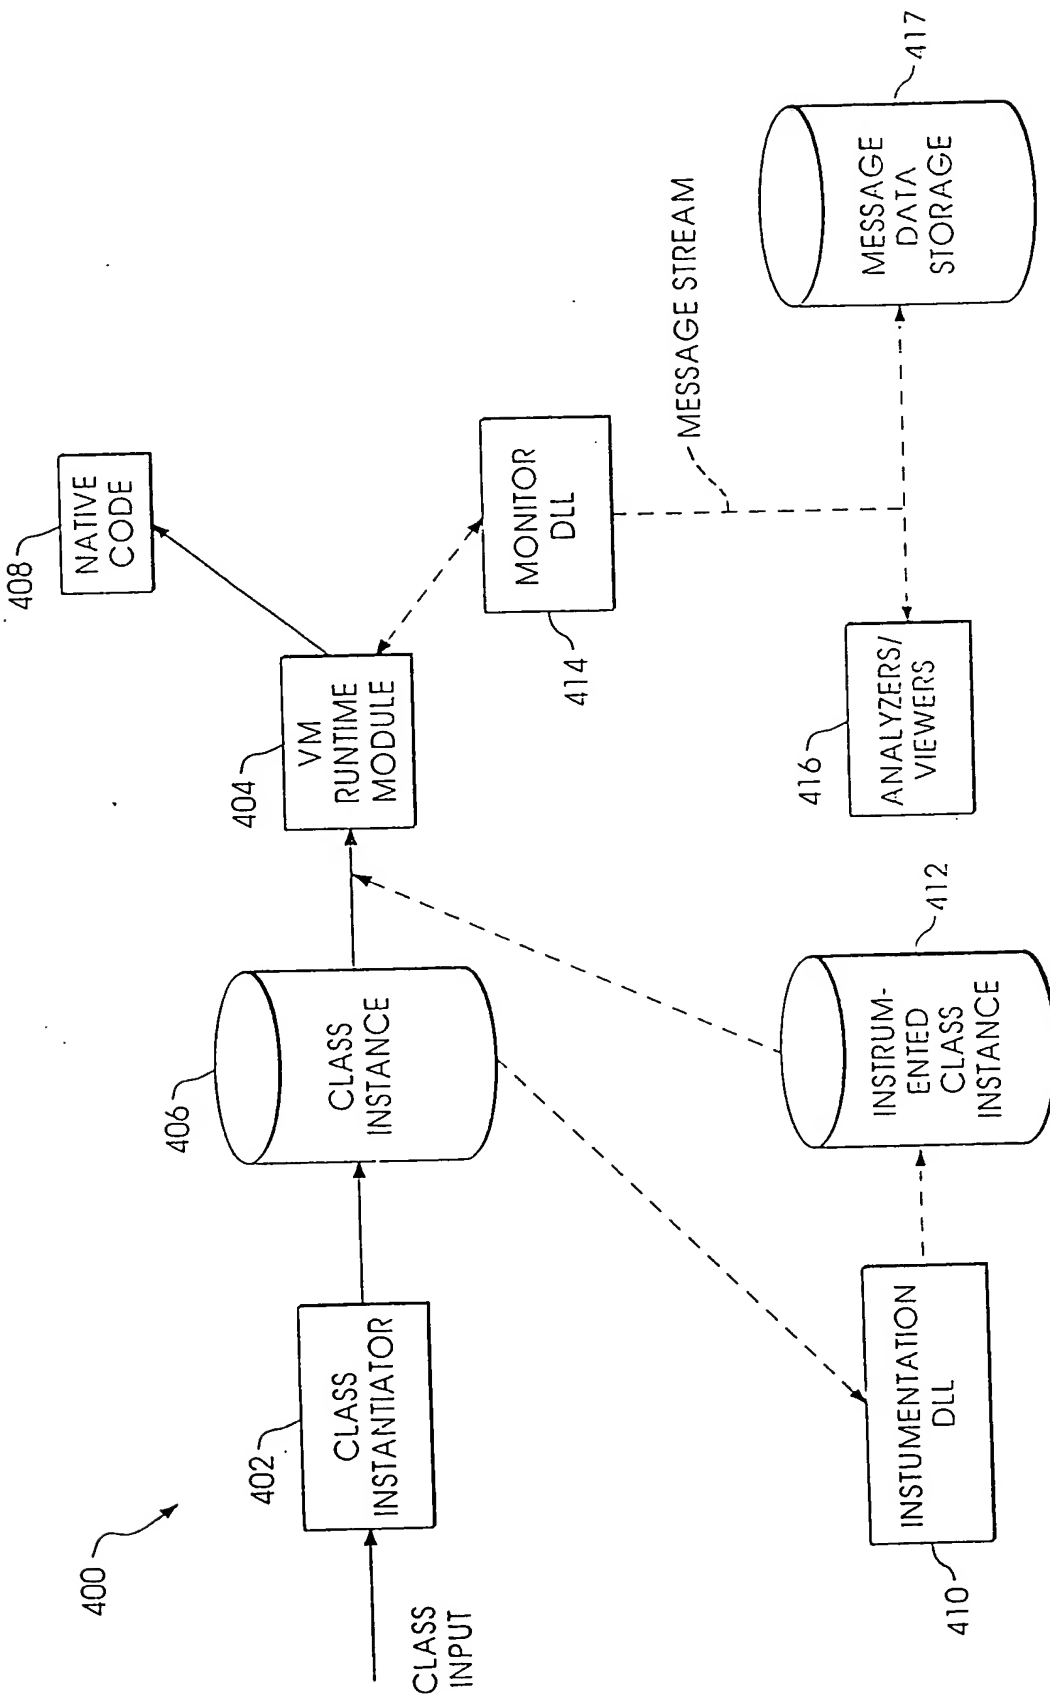 400
CLASS
INPUT
402
CLASS
INSTANTIATOR
406
CLASS
INSTANCE
404
VM
RUNTIME
MODULE
408
NATIVE
CODE
414
MONITOR
DLL
MESSAGE STREAM
410
INSTUMENTATION
DLL
412
INSTRUM-
ENTED
CLASS
INSTANCE
416
ANALYZERS/
VIEWERS
417
MESSAGE
DATA
STORAGE